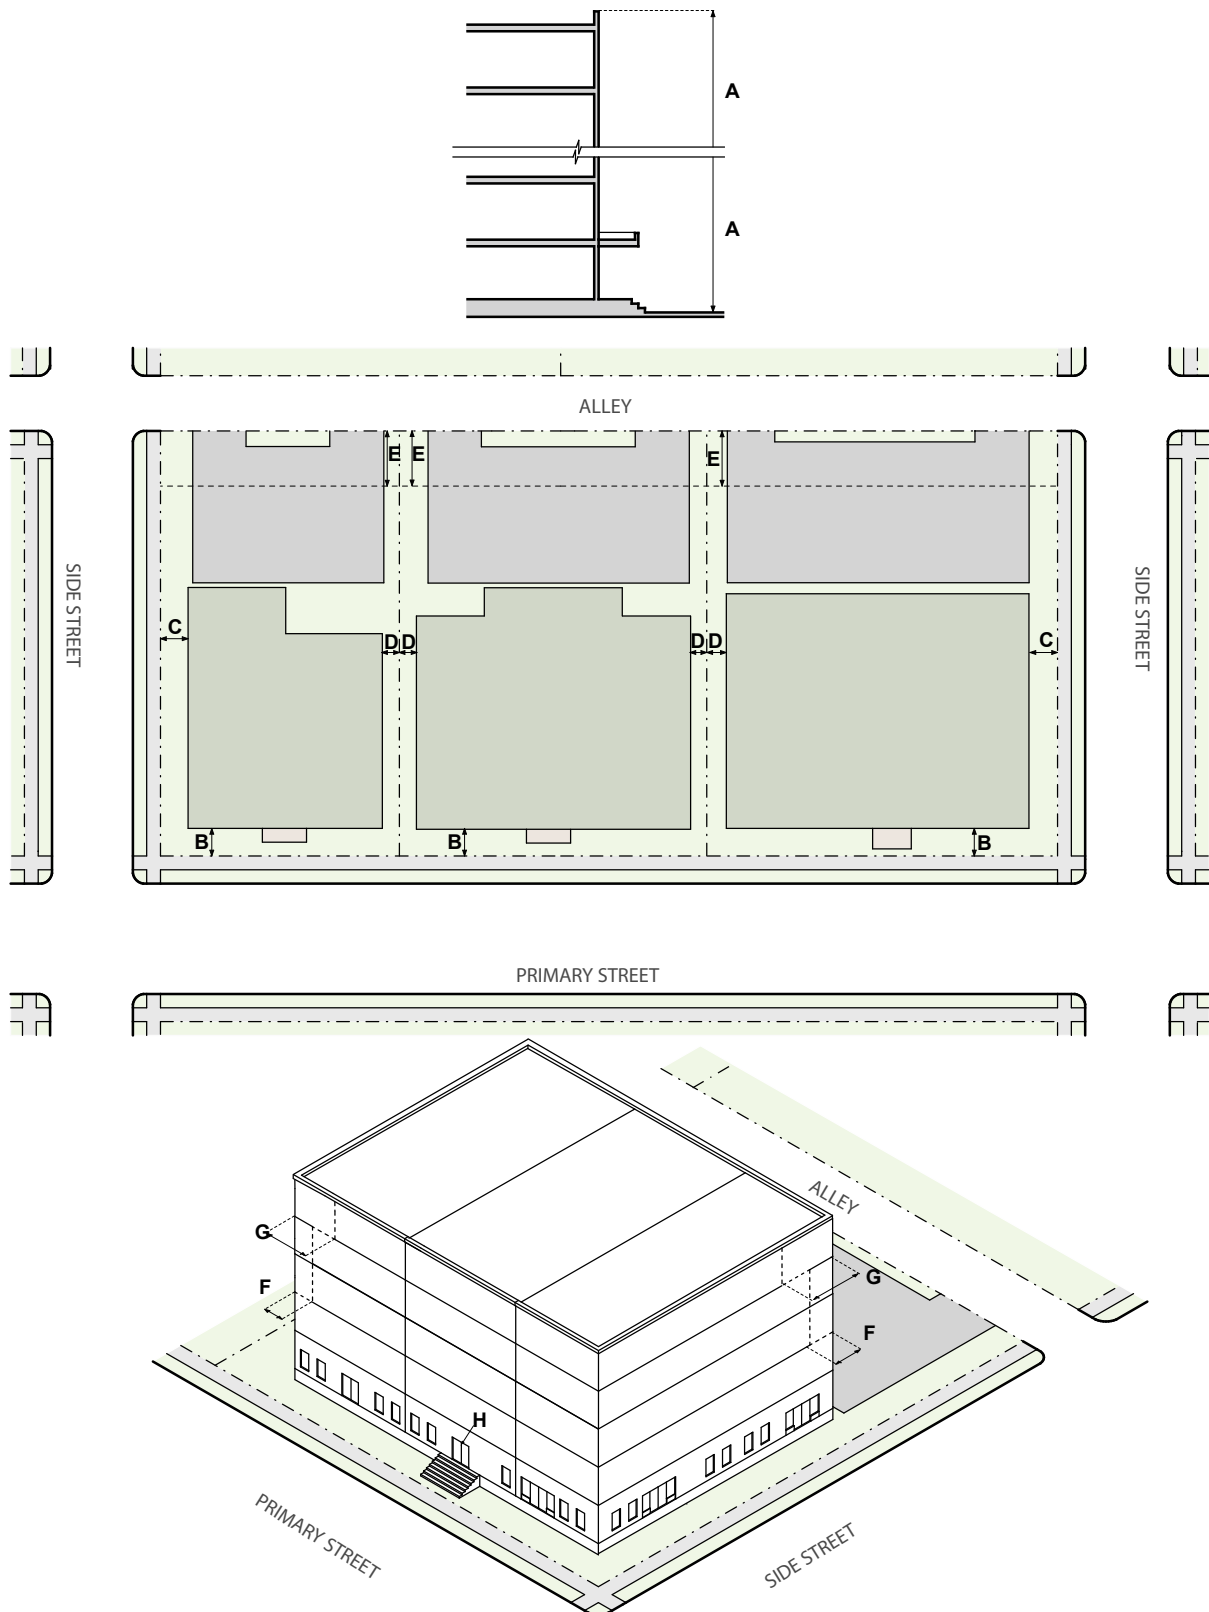 A
A
ALLEY
E E E
SIDE STREET
SIDE STREET
C D D D D C
B B B
PRIMARY STREET
ALLEY
G
G
F
F
H
PRIMARY STREET
SIDE STREET